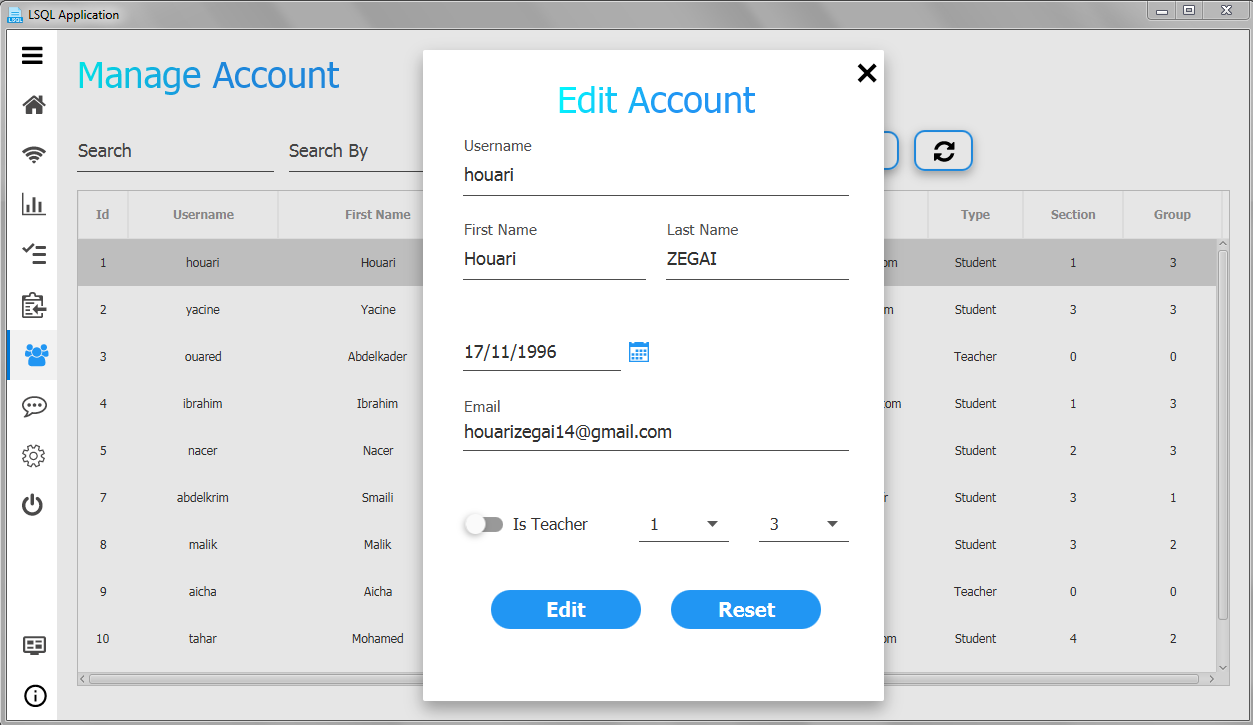 LSQL Application
Manage Account
Search
Search By
Id Username First Name Type Section Group
1 houari Houari om Student 1 3
2 yacine Yacine m Student 3 3
3 ouared Abdelkader Teacher 0 0
4 ibrahim Ibrahim com Student 1 3
5 nacer Nacer Student 2 3
7 abdelkrim Smaili r Student 3 1
8 malik Malik Student 3 2
9 aicha Aicha Teacher 0 0
10 tahar Mohamed om Student 4 2
Edit Account
Username
houari
First Name Last Name
Houari ZEGAI
17/11/1996
Email
houarizegai14@gmail.com
Is Teacher 1 3
Edit Reset